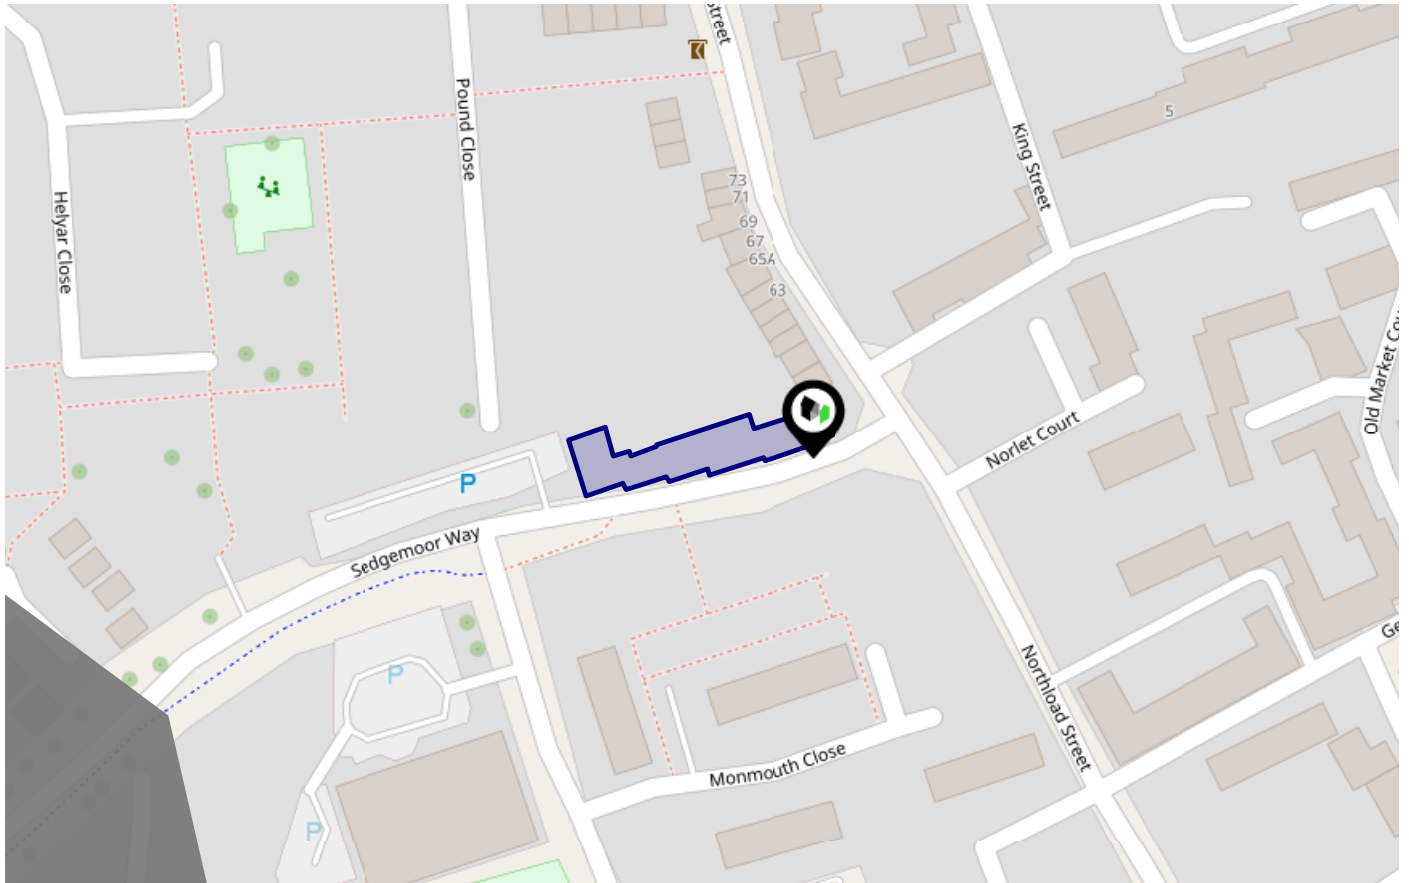 Street
Pound Close
5
King Street
73
71
69
67
65A
63
Helyar Close
Old Market Cou
Norlet Court
P
Sedgemoor Way
Ge
P
Northload Street
Monmouth Close
P